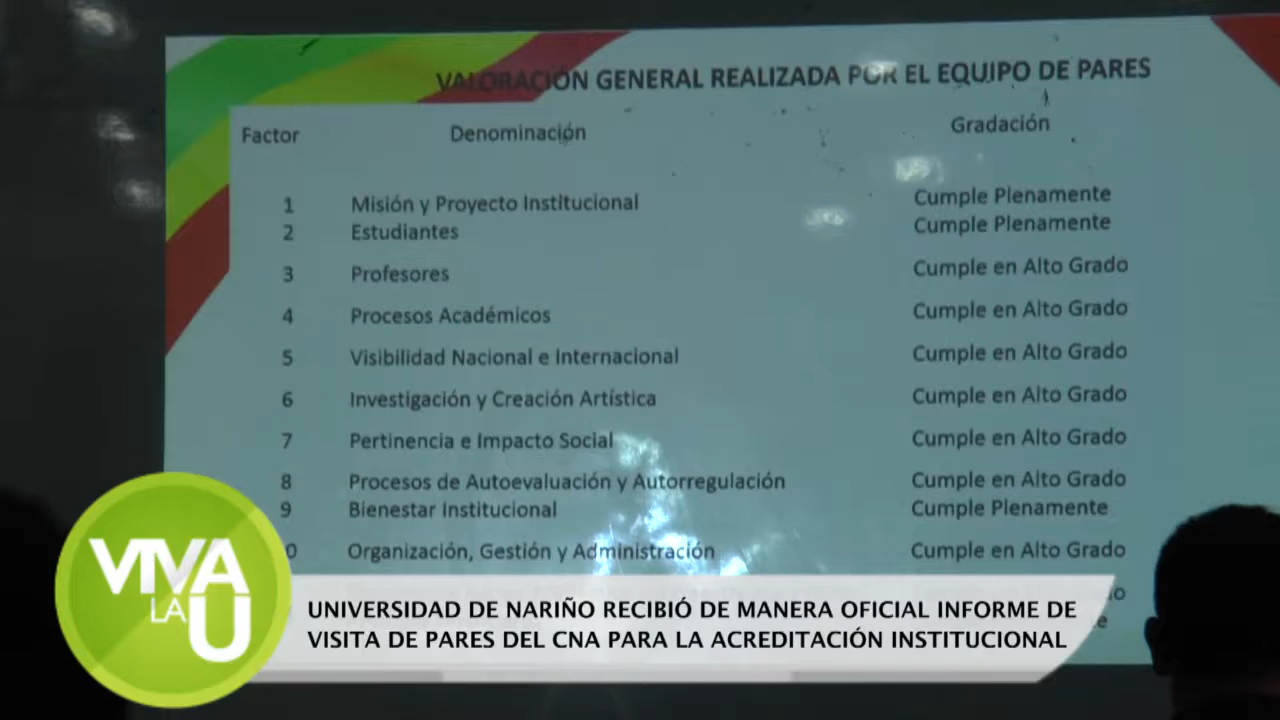 VALORACIÓN GENERAL REALIZADA POR EL EQUIPO DE PARES
Factor Denominación Gradación
1 Misión y Proyecto Institucional Cumple Plenamente
2 Estudiantes Cumple Plenamente
3 Profesores Cumple en Alto Grado
4 Procesos Académicos Cumple en Alto Grado
5 Visibilidad Nacional e Internacional Cumple en Alto Grado
6 Investigación y Creación Artística Cumple en Alto Grado
7 Pertinencia e Impacto Social Cumple en Alto Grado
8 Procesos de Autoevaluación y Autorregulación Cumple en Alto Grado
9 Bienestar Institucional Cumple Plenamente
0 Organización, Gestión y Administración Cumple en Alto Grado
VIVA
LA
U
UNIVERSIDAD DE NARIÑO RECIBIÓ DE MANERA OFICIAL INFORME DE
VISITA DE PARES DEL CNA PARA LA ACREDITACIÓN INSTITUCIONAL